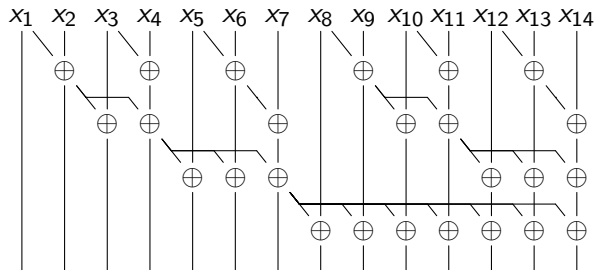 x₁ x₂ x₃ x₄ x₅ x₆ x₇ x₈ x₉ x₁₀ x₁₁ x₁₂ x₁₃ x₁₄
⊕ ⊕ ⊕ ⊕ ⊕ ⊕
⊕ ⊕ ⊕ ⊕ ⊕ ⊕
⊕ ⊕ ⊕ ⊕ ⊕ ⊕
⊕ ⊕ ⊕ ⊕ ⊕ ⊕ ⊕